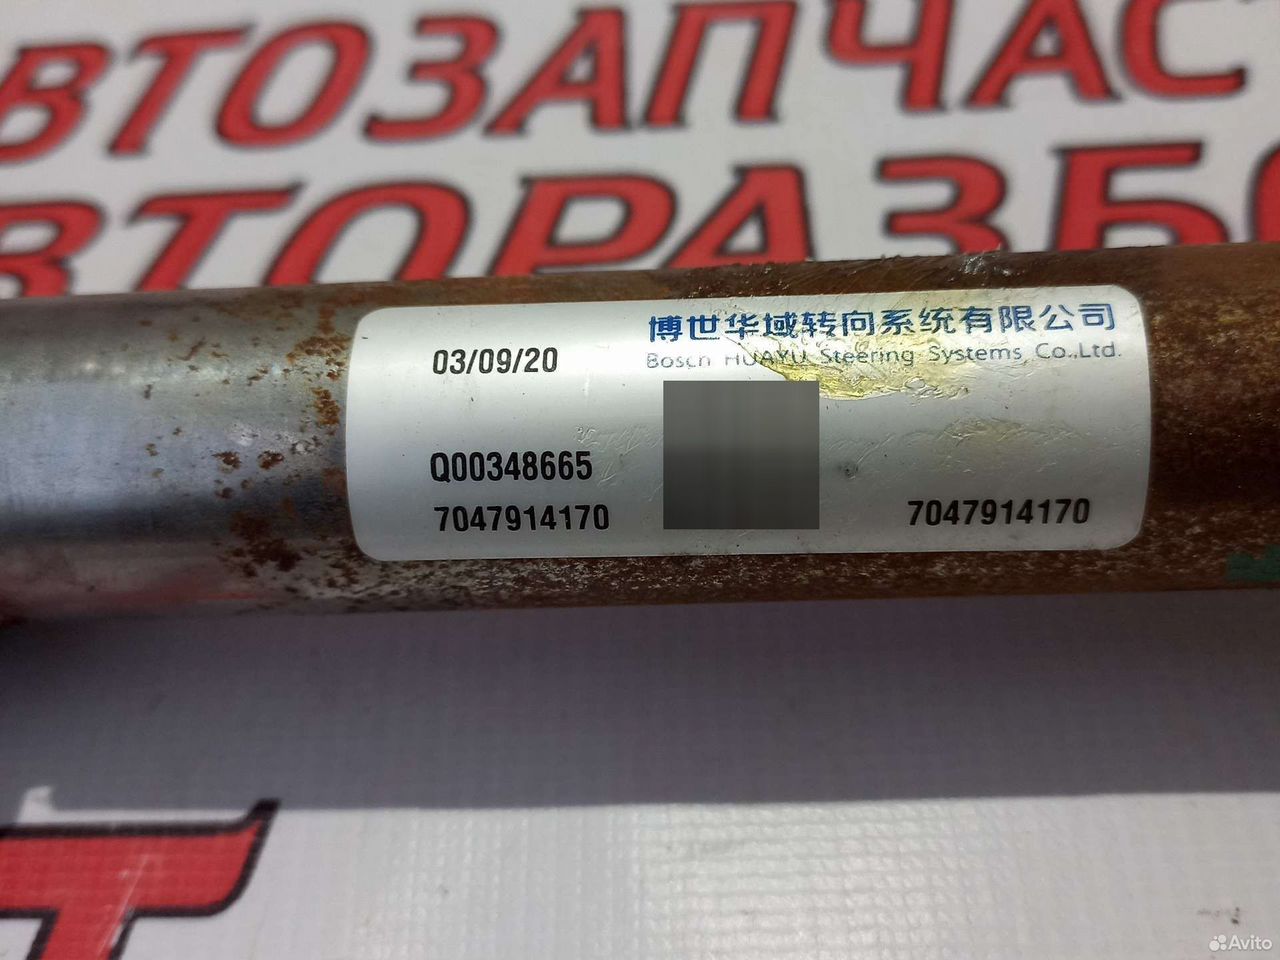 АВТОЗАПЧАС
АВТОРАЗБО
博世华域转向系统有限公司
Bosch HUAYU Steering Systems Co.,Ltd.
03/09/20
Q00348665
7047914170
7047914170
Avito